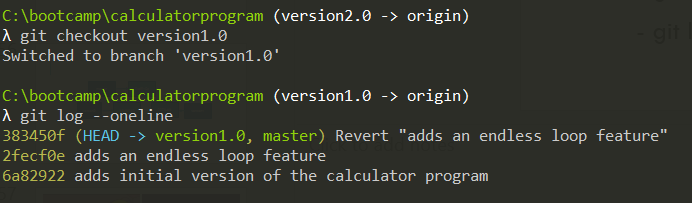 C:\bootcamp\calculatorprogram (version2.0 -> origin)
λ git checkout version1.0
Switched to branch 'version1.0'
C:\bootcamp\calculatorprogram (version1.0 -> origin)
λ git log --oneline
383450f (HEAD -> version1.0, master) Revert "adds an endless loop feature"
2fecf0e adds an endless loop feature
6a82922 adds initial version of the calculator program
- git